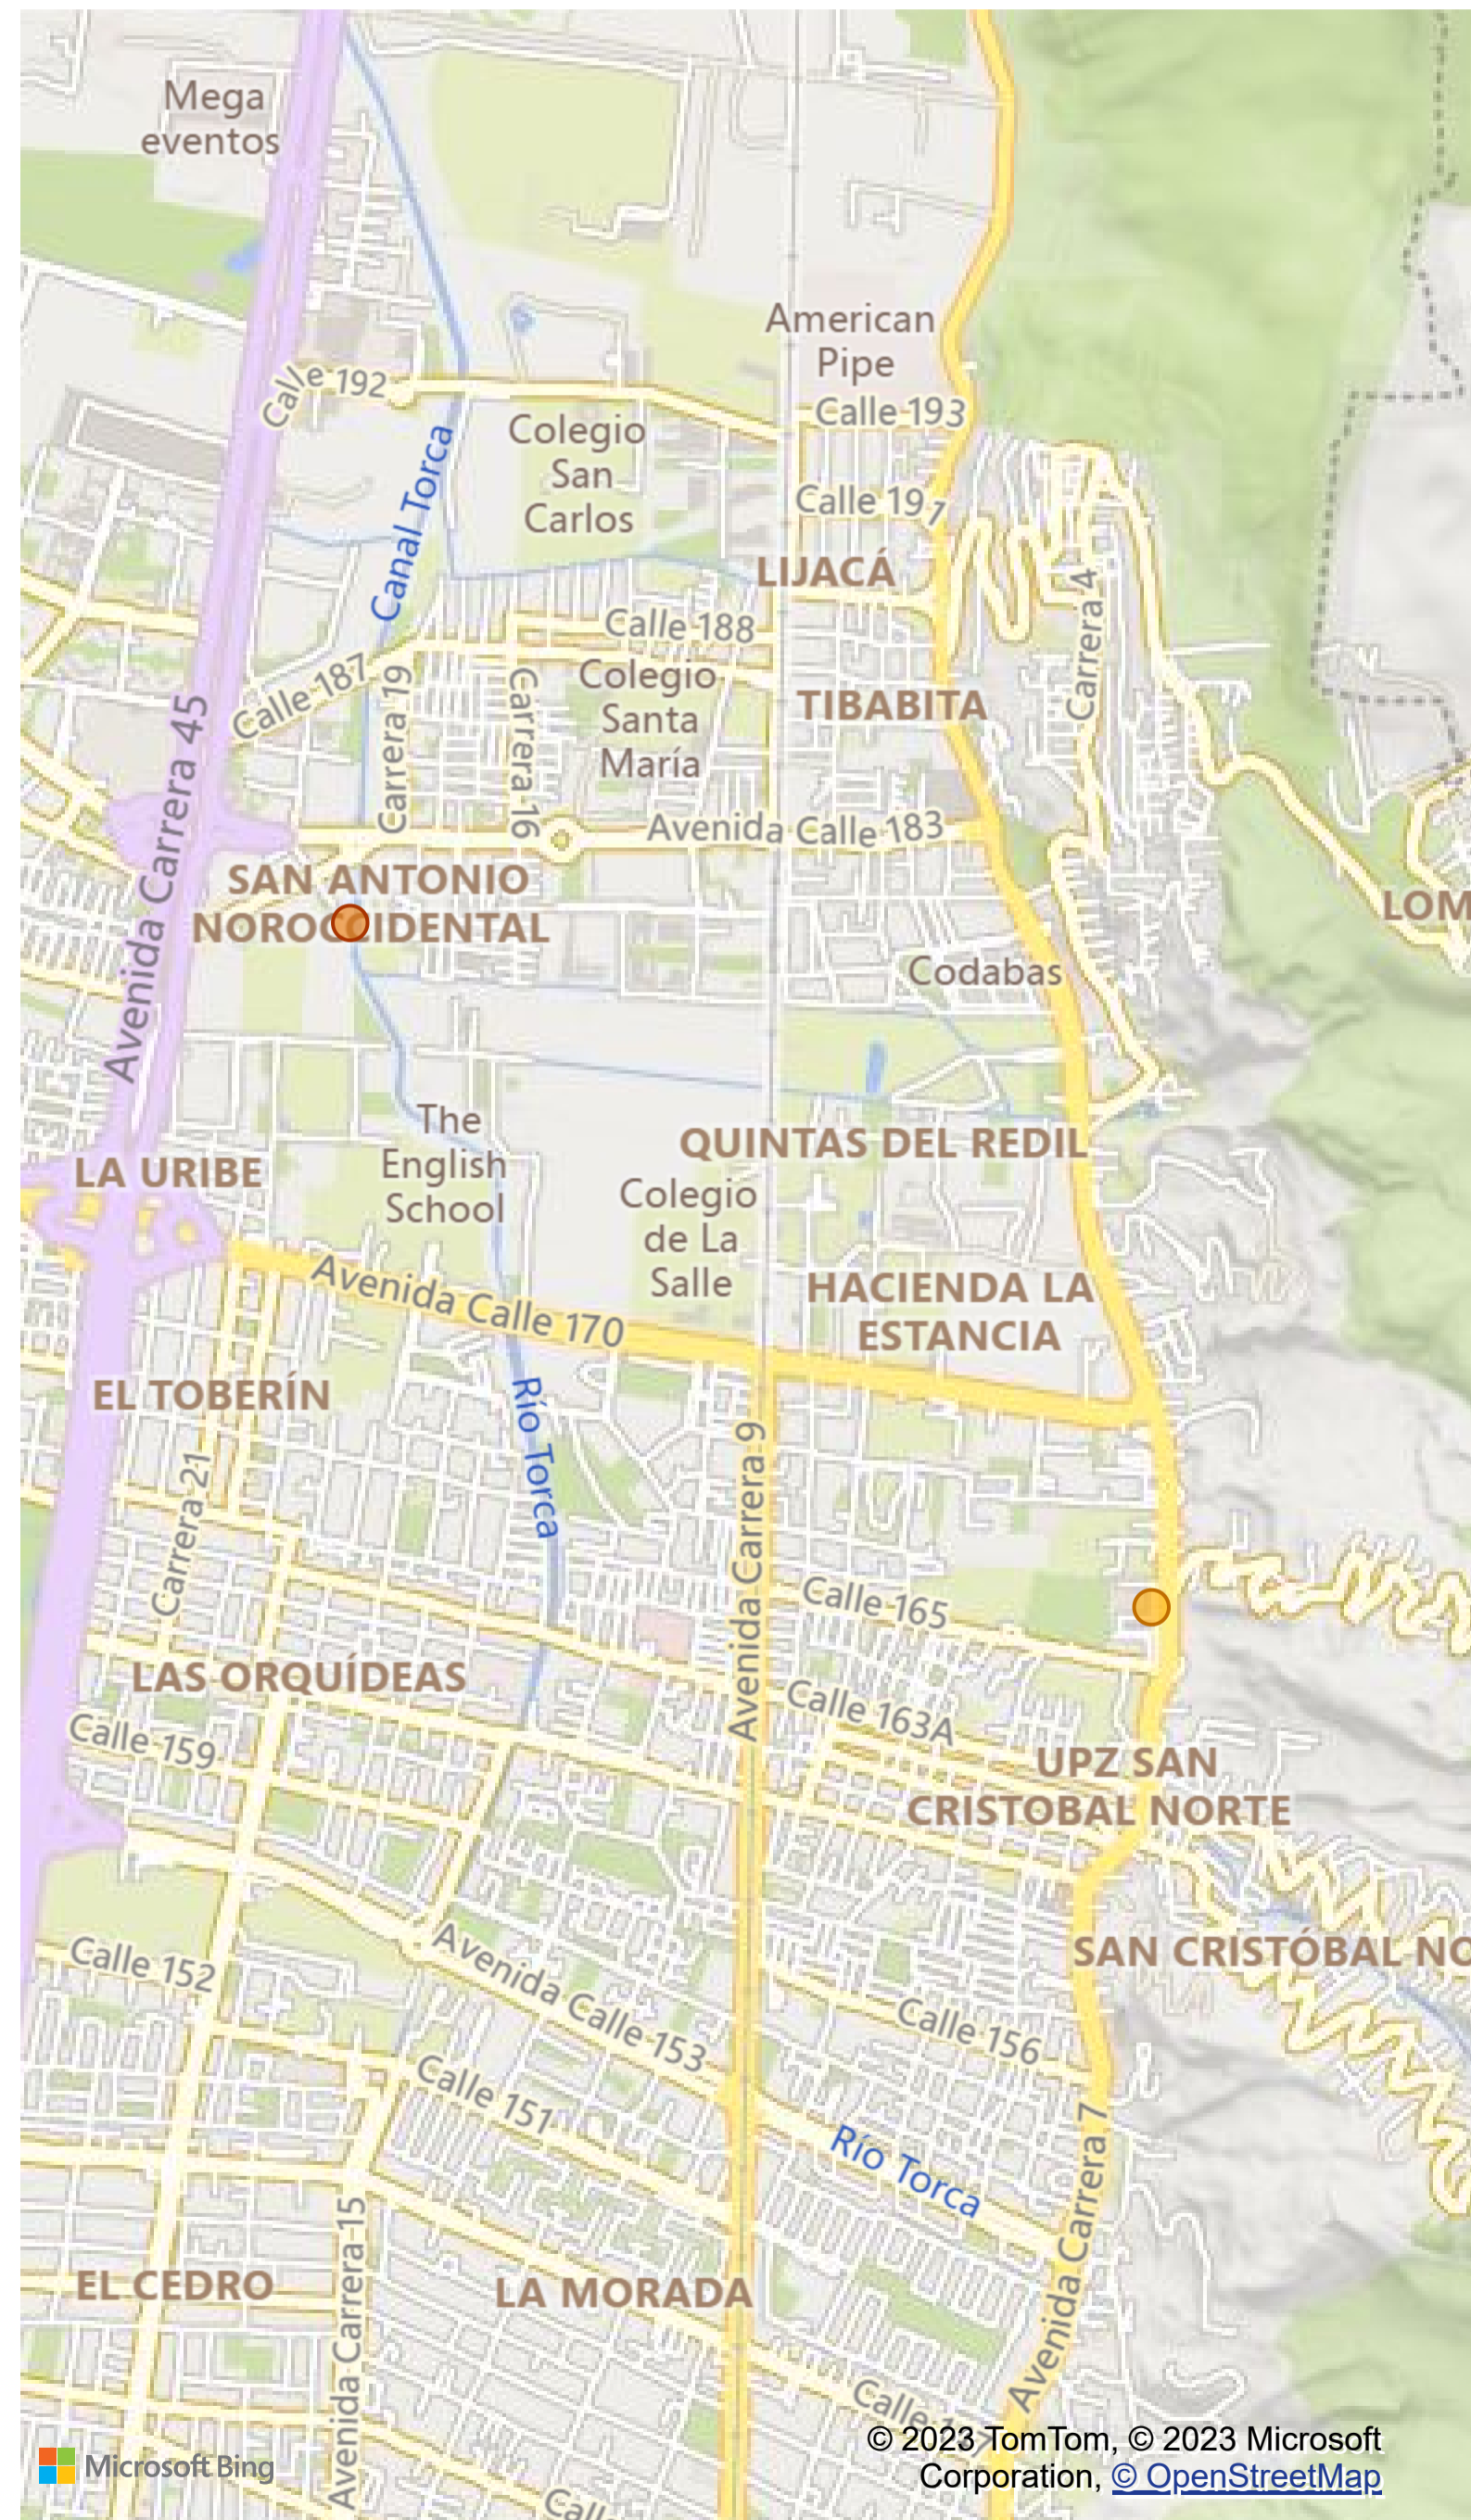 Mega
eventos
American
Pipe
Calle 192
Calle 193
Colegio
San
Carlos
Canal Torca
Calle 191
LIJACÁ
Carrera 4
Calle 188
Calle 187
Carrera 19
Carrera 16
Colegio
Santa
María
TIBABITA
Avenida Carrera 45
Avenida Calle 183
SAN ANTONIO
NOROCCIDENTAL
LOM
Codabas
The
English
School
QUINTAS DEL REDIL
LA URIBE
Colegio
de La
Salle
Avenida Calle 170
HACIENDA LA
ESTANCIA
EL TOBERÍN
Río Torca
Carrera 21
Avenida Carrera 9
Calle 165
LAS ORQUÍDEAS
Calle 163A
Calle 159
UPZ SAN
CRISTOBAL NORTE
Calle 152
Avenida Calle 153
SAN CRISTÓBAL NO
Calle 156
Calle 151
Río Torca
Avenida Carrera 7
Avenida Carrera 15
EL CEDRO
LA MORADA
Calle
© 2023 TomTom, © 2023 Microsoft
Corporation, © OpenStreetMap
Microsoft Bing
Call